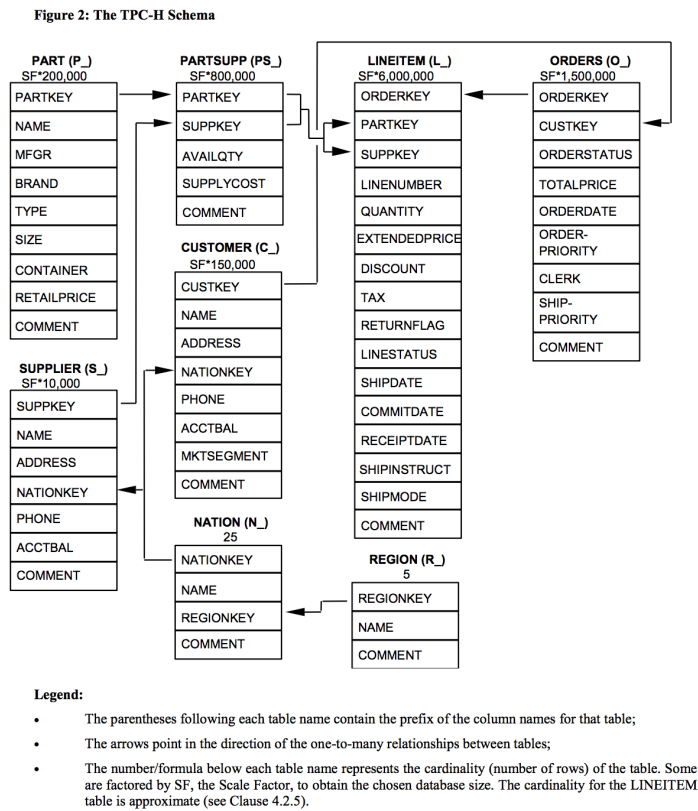 Figure 2: The TPC-H Schema
PART (P_)
SF*200,000
PARTKEY
NAME
MFGR
BRAND
TYPE
SIZE
CONTAINER
RETAILPRICE
COMMENT
SUPPLIER (S_)
SF*10,000
SUPPKEY
NAME
ADDRESS
NATIONKEY
PHONE
ACCTBAL
COMMENT
PARTSUPP (PS_)
SF*800,000
PARTKEY
SUPPKEY
AVAILQTY
SUPPLYCOST
COMMENT
CUSTOMER (C_)
SF*150,000
CUSTKEY
NAME
ADDRESS
NATIONKEY
PHONE
ACCTBAL
MKTSEGMENT
COMMENT
NATION (N_)
25
NATIONKEY
NAME
REGIONKEY
COMMENT
LINEITEM (L_)
SF*6,000,000
ORDERKEY
PARTKEY
SUPPKEY
LINENUMBER
QUANTITY
EXTENDEDPRICE
DISCOUNT
TAX
RETURNFLAG
LINESTATUS
SHIPDATE
COMMITDATE
RECEIPTDATE
SHIPINSTRUCT
SHIPMODE
COMMENT
REGION (R_)
5
REGIONKEY
NAME
COMMENT
ORDERS (O_)
SF*1,500,000
ORDERKEY
CUSTKEY
ORDERSTATUS
TOTALPRICE
ORDERDATE
ORDER-
PRIORITY
CLERK
SHIP-
PRIORITY
COMMENT
Legend:
• The parentheses following each table name contain the prefix of the column names for that table;
• The arrows point in the direction of the one-to-many relationships between tables;
• The number/formula below each table name represents the cardinality (number of rows) of the table. Some
are factored by SF, the Scale Factor, to obtain the chosen database size. The cardinality for the LINEITEM
table is approximate (see Clause 4.2.5).